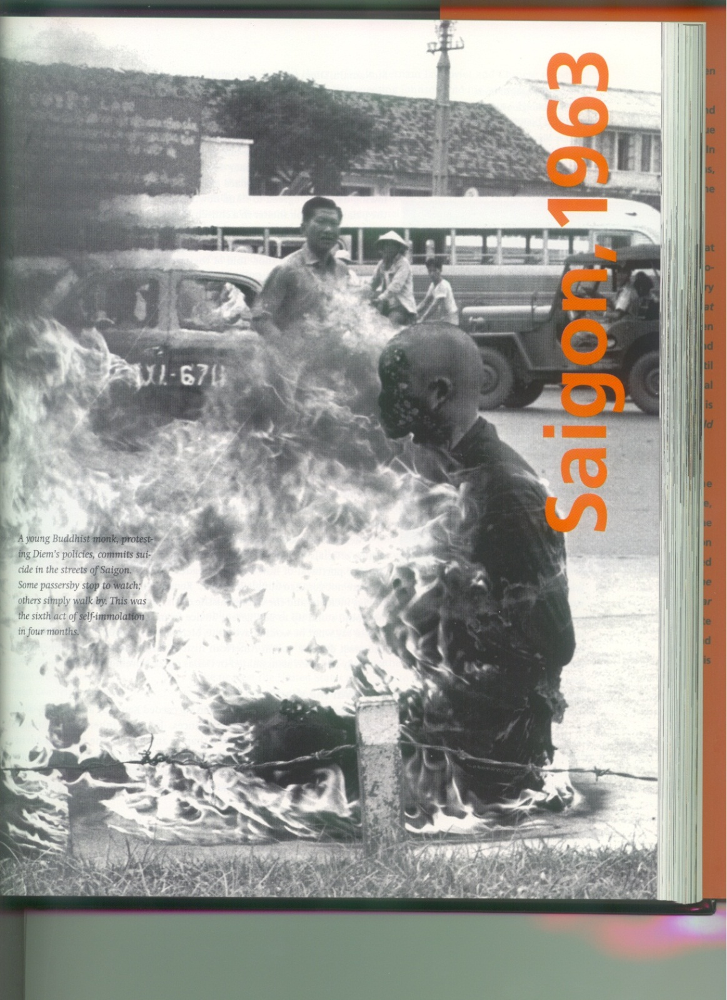 Saigon, 1963
A young Buddhist monk, protest-
ing Diem's policies, commits sui-
cide in the streets of Saigon.
Some passersby stop to watch;
others simply walk by. This was
the sixth act of self-immolation
in four months.